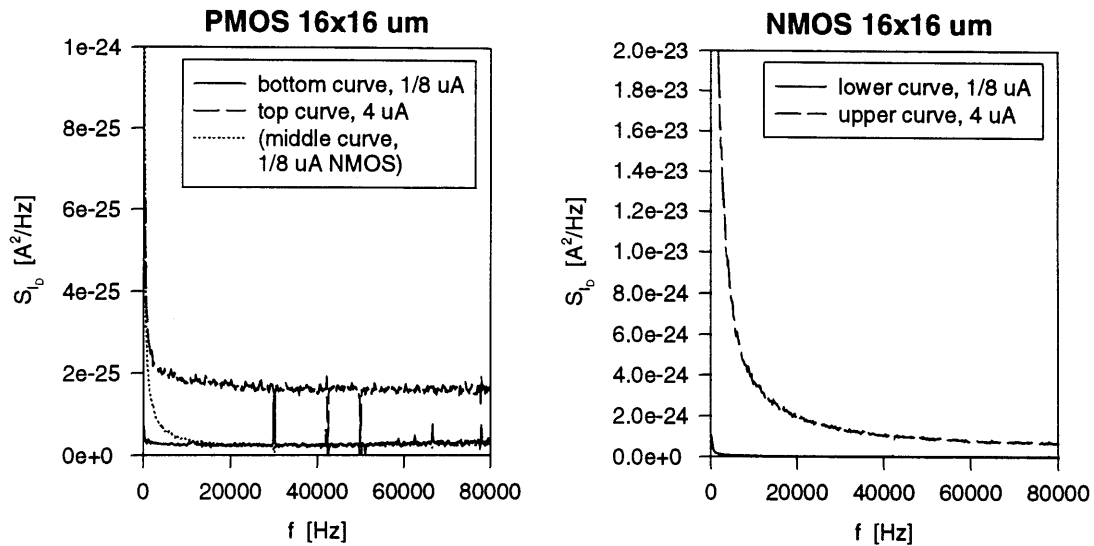 PMOS 16x16 um
1e-24
8e-25
6e-25
4e-25
2e-25
0e+0
S_{I_D} [A^2/Hz]
bottom curve, 1/8 uA
top curve, 4 uA
(middle curve,
1/8 uA NMOS)
0 20000 40000 60000 80000
f [Hz]
NMOS 16x16 um
2.0e-23
1.8e-23
1.6e-23
1.4e-23
1.2e-23
1.0e-23
8.0e-24
6.0e-24
4.0e-24
2.0e-24
0.0e+0
S_{I_D} [A^2/Hz]
lower curve, 1/8 uA
upper curve, 4 uA
0 20000 40000 60000 80000
f [Hz]